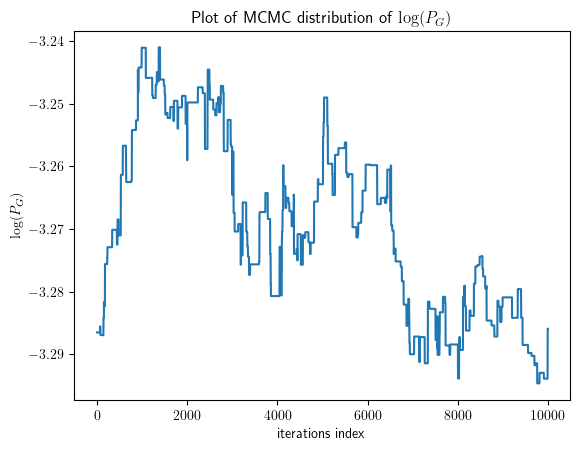 Plot of MCMC distribution of log(P_G)
log(P_G)
−3.24
−3.25
−3.26
−3.27
−3.28
−3.29
0 2000 4000 6000 8000 10000
iterations index